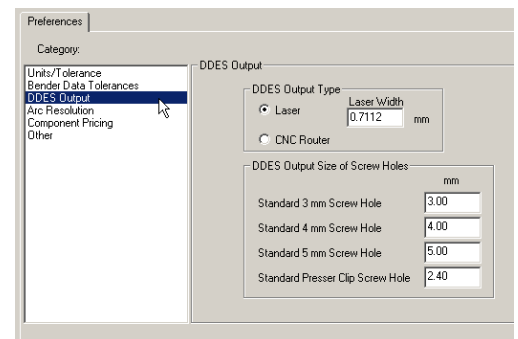 Preferences
Category:
Units/Tolerance
Bender Data Tolerances
DDES Output
Arc Resolution
Component Pricing
Other
DDES Output
DDES Output Type
Laser
Laser Width
0.7112
mm
CNC Router
DDES Output Size of Screw Holes
mm
Standard 3 mm Screw Hole 3.00
Standard 4 mm Screw Hole 4.00
Standard 5 mm Screw Hole 5.00
Standard Presser Clip Screw Hole 2.40